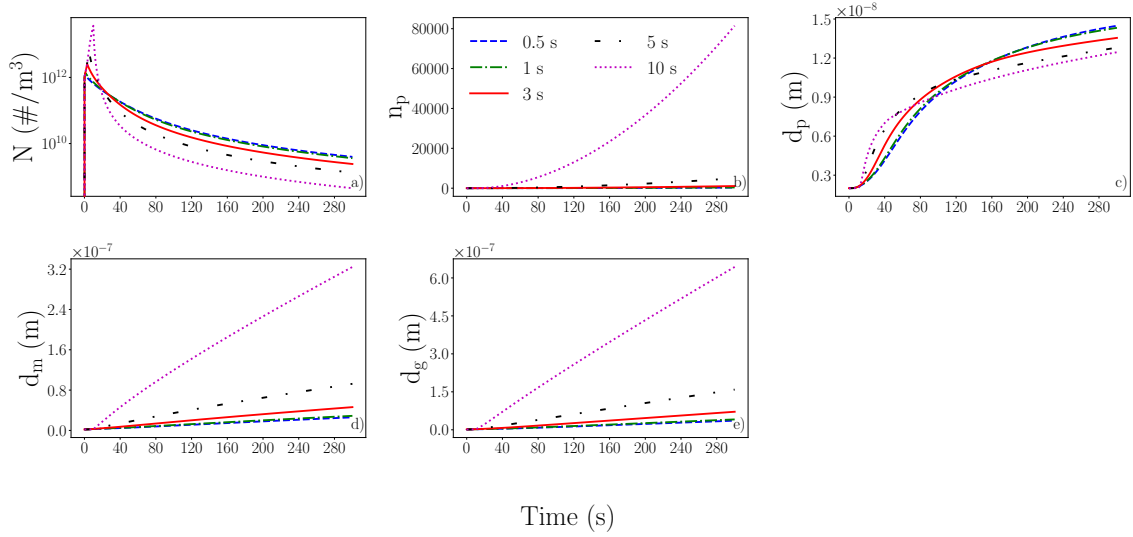 N (#/m³)
10¹²
10¹⁰
0 40 80 120 160 200 240 280
a)
n_p
80000
60000
40000
20000
0
0.5 s
1 s
3 s
5 s
10 s
0 40 80 120 160 200 240 280
b)
×10⁻⁸
d_p (m)
1.5
1.2
0.9
0.6
0.3
0 40 80 120 160 200 240 280
c)
×10⁻⁷
d_m (m)
3.2
2.4
1.6
0.8
0.0
0 40 80 120 160 200 240 280
d)
×10⁻⁷
d_g (m)
6.0
4.5
3.0
1.5
0.0
0 40 80 120 160 200 240 280
e)
Time (s)